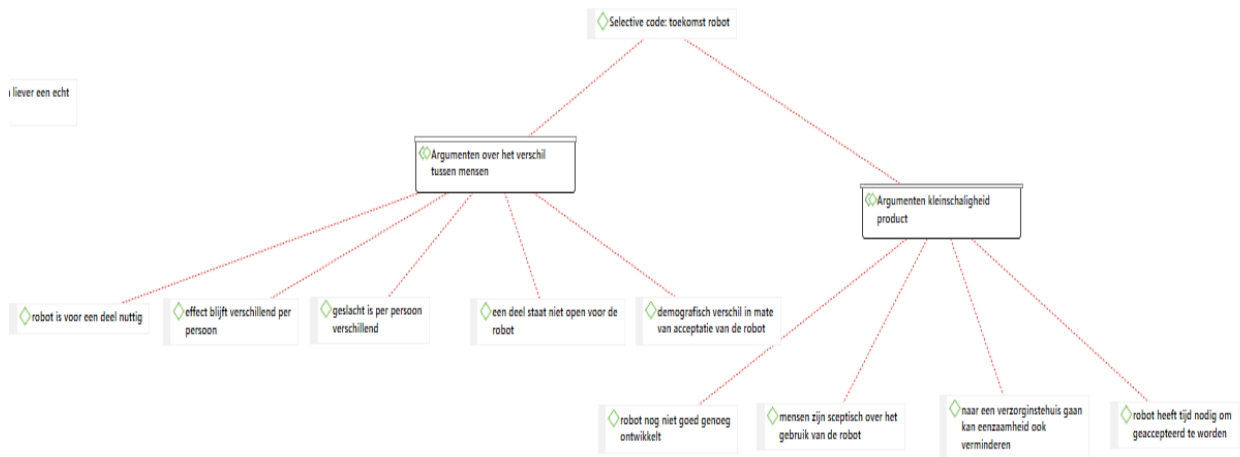 Selective code: toekomst robot
liever een echt
Argumenten over het verschil
tussen mensen
Argumenten kleinschaligheid
product
robot is voor een deel nuttig
effect blijft verschillend per
persoon
geslacht is per persoon
verschillend
een deel staat niet open voor de
robot
demografisch verschil in mate
van acceptatie van de robot
robot nog niet goed genoeg
ontwikkelt
mensen zijn sceptisch over het
gebruik van de robot
naar een verzorginstehuis gaan
kan eenzaamheid ook
verminderen
robot heeft tijd nodig om
geaccepteerd te worden